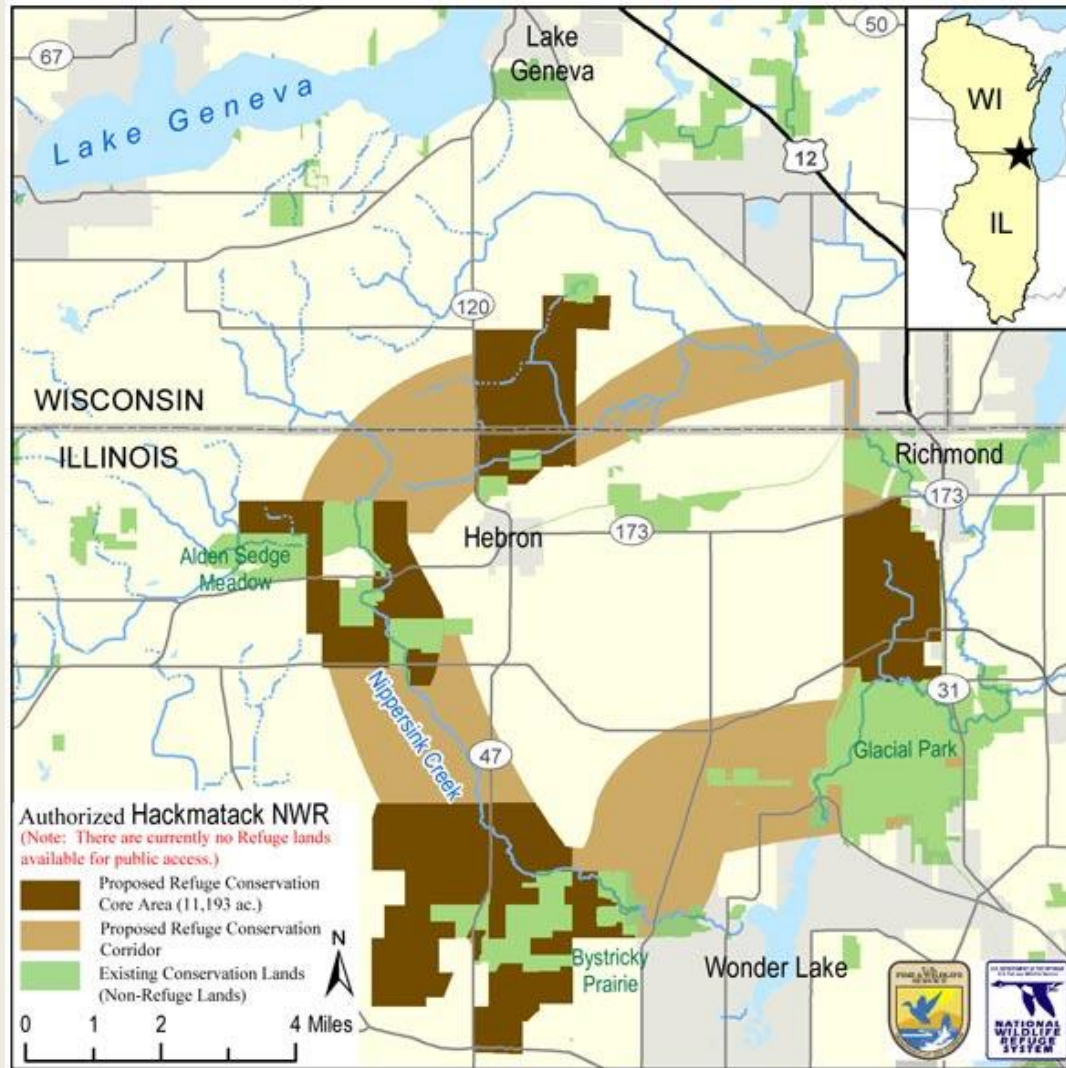 67
Lake
Geneva
50
Lake Geneva
12
WI
IL
120
WISCONSIN
ILLINOIS
Richmond
173
Hebron
173
Alden Sedge
Meadow
Nippersink Creek
31
Glacial Park
47
Authorized Hackmatack NWR
(Note: There are currently no Refuge lands
available for public access.)
Proposed Refuge Conservation
Core Area (11,193 ac.)
Proposed Refuge Conservation
Corridor
Existing Conservation Lands
(Non-Refuge Lands)
N
0 1 2 4 Miles
Bystricky
Prairie
Wonder Lake
U.S.
FISH & WILDLIFE
SERVICE
NATIONAL
WILDLIFE
REFUGE
SYSTEM